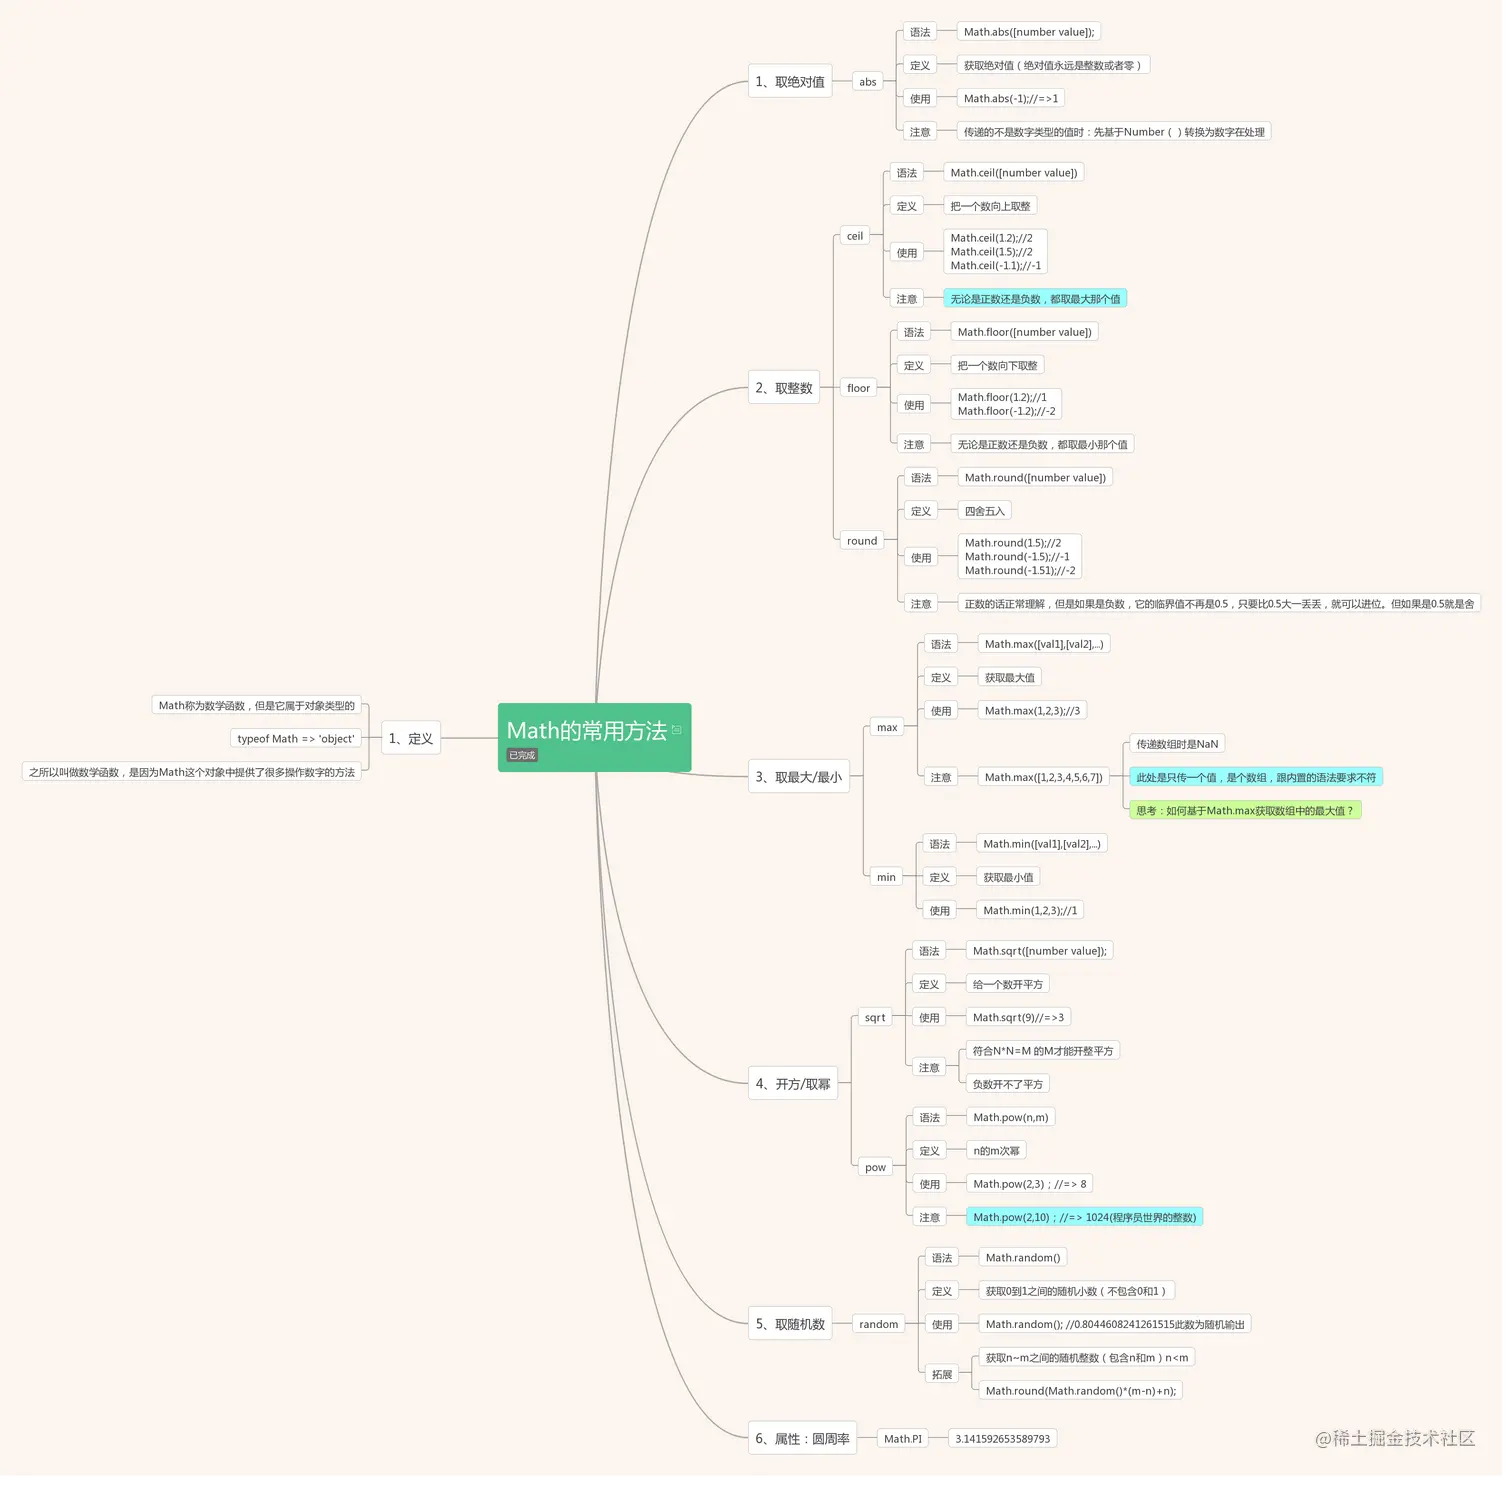 Math的常用方法
已完成
1、定义
Math称为数学函数，但是它属于对象类型的
typeof Math => 'object'
之所以叫做数学函数，是因为Math这个对象中提供了很多操作数字的方法
1、取绝对值
abs
语法
Math.abs([number value]);
定义
获取绝对值（绝对值永远是整数或者零）
使用
Math.abs(-1);//=>1
注意
传递的不是数字类型的值时：先基于Number（ ）转换为数字在处理
2、取整数
ceil
语法
Math.ceil([number value])
定义
把一个数向上取整
使用
Math.ceil(1.2);//2
Math.ceil(1.5);//2
Math.ceil(-1.1);//-1
注意
无论是正数还是负数，都取最大那个值
floor
语法
Math.floor([number value])
定义
把一个数向下取整
使用
Math.floor(1.2);//1
Math.floor(-1.2);//-2
注意
无论是正数还是负数，都取最小那个值
round
语法
Math.round([number value])
定义
四舍五入
使用
Math.round(1.5);//2
Math.round(-1.5);//-1
Math.round(-1.51);//-2
注意
正数的话正常理解，但是如果是负数，它的临界值不再是0.5，只要比0.5大一丢丢，就可以进位。但如果是0.5就是舍
3、取最大/最小
max
语法
Math.max([val1],[val2],...)
定义
获取最大值
使用
Math.max(1,2,3);//3
注意
Math.max([1,2,3,4,5,6,7])
传递数组时是NaN
此处是只传一个值，是个数组，跟内置的语法要求不符
思考：如何基于Math.max获取数组中的最大值？
min
语法
Math.min([val1],[val2],...)
定义
获取最小值
使用
Math.min(1,2,3);//1
4、开方/取幂
sqrt
语法
Math.sqrt([number value]);
定义
给一个数开平方
使用
Math.sqrt(9)//=>3
注意
符合N*N=M 的M才能开整平方
负数开不了平方
pow
语法
Math.pow(n,m)
定义
n的m次幂
使用
Math.pow(2,3)；//=> 8
注意
Math.pow(2,10)；//=> 1024(程序员世界的整数)
5、取随机数
random
语法
Math.random()
定义
获取0到1之间的随机小数（不包含0和1）
使用
Math.random(); //0.8044608241261515此数为随机输出
拓展
获取n~m之间的随机整数（包含n和m）n<m
Math.round(Math.random()*(m-n)+n);
6、属性：圆周率
Math.PI
3.141592653589793
@稀土掘金技术社区